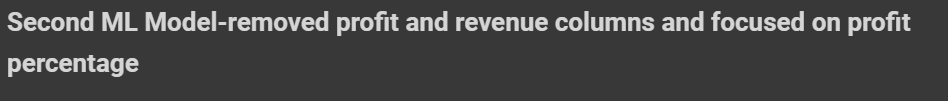 Second ML Model-removed profit and revenue columns and focused on profit
percentage